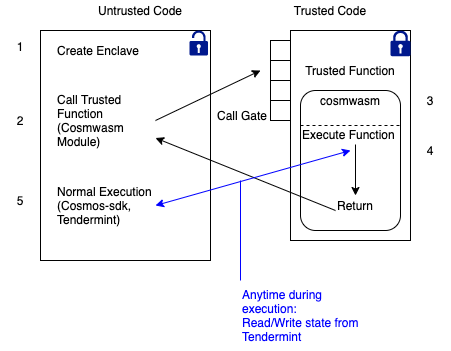 Untrusted Code
Trusted Code
1
Create Enclave
Trusted Function
2
Call Trusted
Function
(Cosmwasm
Module)
Call Gate
cosmwasm
3
Execute Function
4
5
Normal Execution
(Cosmos-sdk,
Tendermint)
Return
Anytime during
execution:
Read/Write state from
Tendermint